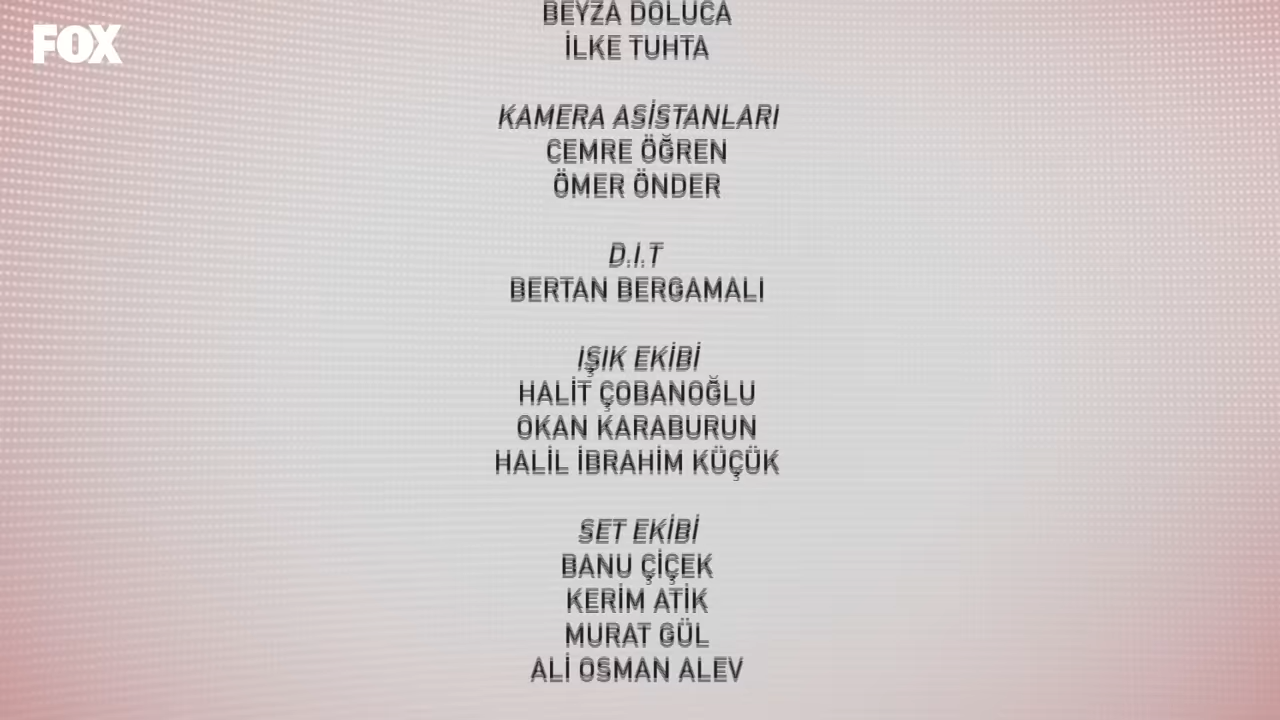 FOX
BEYZA DOLUCA
İLKE TUHTA
KAMERA ASİSTANLARI
CEMRE ÖĞREN
ÖMER ÖNDER
D.I.T
BERTAN BERGAMALI
IŞIK EKİBİ
HALİT ÇOBANOĞLU
OKAN KARABURUN
HALİL İBRAHİM KÜÇÜK
SET EKİBİ
BANU ÇİÇEK
KERİM ATİK
MURAT GÜL
ALİ OSMAN ALEV